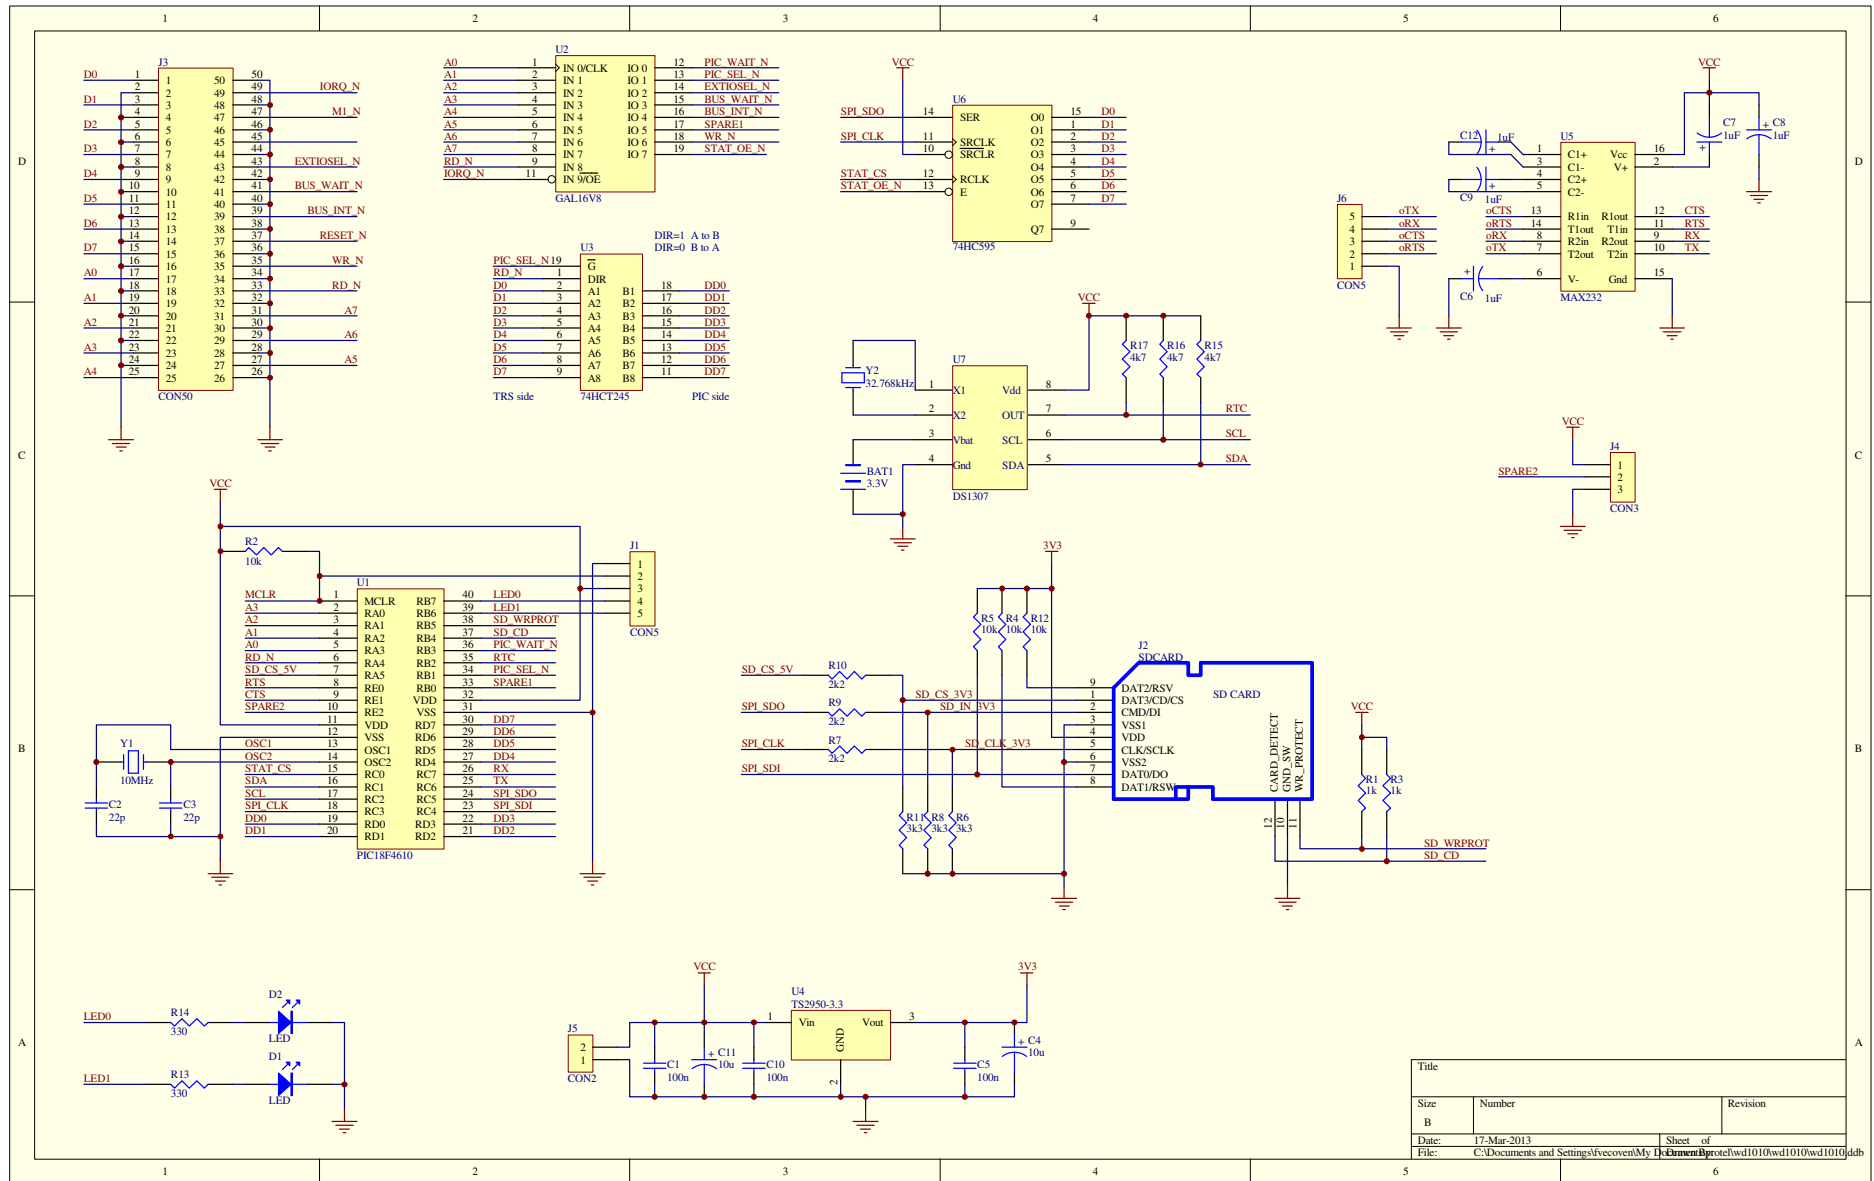 1 2 3 4 5 6
D
C
B
A
J3
D0 1 1 50 50
2 2 49 49 IORQ_N
D1 3 3 48 48
4 4 47 47 M1_N
D2 5 5 46 46
6 6 45 45
D3 7 7 44 44
8 8 43 43 EXTIOSEL_N
D4 9 9 42 42
10 10 41 41 BUS_WAIT_N
D5 11 11 40 40
12 12 39 39 BUS_INT_N
D6 13 13 38 38
14 14 37 37 RESET_N
D7 15 15 36 36
16 16 35 35 WR_N
A0 17 17 34 34
18 18 33 33 RD_N
A1 19 19 32 32
20 20 31 31 A7
A2 21 21 30 30
22 22 29 29 A6
A3 23 23 28 28
24 24 27 27 A5
A4 25 25 26 26
CON50
U2
A0 1 IN 0/CLK IO 0 12 PIC_WAIT_N
A1 2 IN 1 IO 1 13 PIC_SEL_N
A2 3 IN 2 IO 2 14 EXTIOSEL_N
A3 4 IN 3 IO 3 15 BUS_WAIT_N
A4 5 IN 4 IO 4 16 BUS_INT_N
A5 6 IN 5 IO 5 17 SPARE1
A6 7 IN 6 IO 6 18 WR_N
A7 8 IN 7 IO 7 19 STAT_OE_N
RD_N 9 IN 8
IORQ_N 11 IN 9/OE
GAL16V8
DIR=1 A to B
DIR=0 B to A
U3
PIC_SEL_N 19 G
RD_N 1 DIR
D0 2 A1 B1 18 DD0
D1 3 A2 B2 17 DD1
D2 4 A3 B3 16 DD2
D3 5 A4 B4 15 DD3
D4 6 A5 B5 14 DD4
D5 7 A6 B6 13 DD5
D6 8 A7 B7 12 DD6
D7 9 A8 B8 11 DD7
TRS side 74HCT245 PIC side
VCC
U6
SPI_SDO 14 SER O0 15 D0
O1 1 D1
SPI_CLK 11 SRCLK O2 2 D2
10 SRCLR O3 3 D3
O4 4 D4
STAT_CS 12 RCLK O5 5 D5
STAT_OE_N 13 E O6 6 D6
O7 7 D7
Q7 9
74HC595
VCC
C7 1uF
C8 1uF
C12 1uF
C9 1uF
U5
1 C1+ Vcc 16
3 C1- V+ 2
4 C2+
5 C2-
oCTS 13 R1in R1out 12 CTS
oRTS 14 T1out T1in 11 RTS
oRX 8 R2in R2out 9 RX
oTX 7 T2out T2in 10 TX
6 V- Gnd 15
MAX232
C6 1uF
J6
5 oTX
4 oRX
3 oCTS
2 oRTS
1
CON5
VCC
R17 4k7
R16 4k7
R15 4k7
Y2
32.768kHz
U7
1 X1 Vdd 8
2 X2 OUT 7 RTC
3 Vbat SCL 6 SCL
4 Gnd SDA 5 SDA
DS1307
BAT1
3.3V
VCC
J4
1
SPARE2 2
3
CON3
VCC
R2
10k
J1
1
2
3
4
5
CON5
U1
MCLR 1 MCLR RB7 40 LED0
A3 2 RA0 RB6 39 LED1
A2 3 RA1 RB5 38 SD_WRPROT
A1 4 RA2 RB4 37 SD_CD
A0 5 RA3 RB3 36 PIC_WAIT_N
RD_N 6 RA4 RB2 35 RTC
SD_CS_5V 7 RA5 RB1 34 PIC_SEL_N
RTS 8 RE0 RB0 33 SPARE1
CTS 9 RE1 VDD 32
SPARE2 10 RE2 VSS 31
11 VDD RD7 30 DD7
12 VSS RD6 29 DD6
OSC1 13 OSC1 RD5 28 DD5
OSC2 14 OSC2 RD4 27 DD4
STAT_CS 15 RC0 RC7 26 RX
SDA 16 RC1 RC6 25 TX
SCL 17 RC2 RC5 24 SPI_SDO
SPI_CLK 18 RC3 RC4 23 SPI_SDI
DD0 19 RD0 RD3 22 DD3
DD1 20 RD1 RD2 21 DD2
PIC18F4610
Y1
10MHz
C2 22p
C3 22p
3V3
R5 10k
R4 10k
R12 10k
SD_CS_5V R10 2k2 SD_CS_3V3
SPI_SDO R9 2k2 SD_IN_3V3
SPI_CLK R7 2k2 SD_CLK_3V3
SPI_SDI
R11 3k3
R8 3k3
R6 3k3
J2
SDCARD
SD CARD
9 DAT2/RSV
1 DAT3/CD/CS
2 CMD/DI
3 VSS1
4 VDD
5 CLK/SCLK
6 VSS2
7 DAT0/DO
8 DAT1/RSW
CARD_DETECT 12
GND_SW 10
WR_PROTECT 11
VCC
R1 1k
R3 1k
SD_WRPROT
SD_CD
LED0 R14 330 D2 LED
LED1 R13 330 D1 LED
VCC
3V3
J5
2
1
CON2
C1 100n
C11 10u
C10 100n
U4
TS2950-3.3
1 Vin Vout 3
GND 2
C5 100n
C4 10u
Title
Size Number Revision
B
Date: 17-Mar-2013 Sheet of
File: C:\Documents and Settings\fvecoven\My Documents\protel\wd1010\wd1010\wd1010.ddb
1 2 3 4 5 6
D
C
B
A